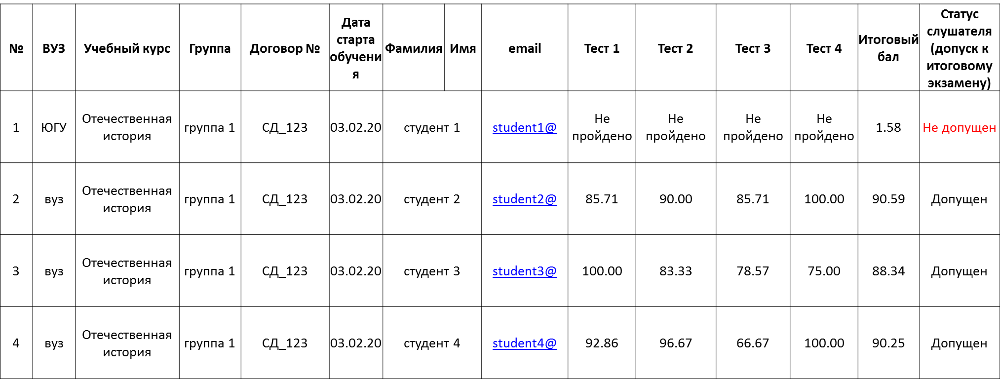 № ВУЗ Учебный курс Группа Договор № Дата старта обучени я Фамилия Имя email Тест 1 Тест 2 Тест 3 Тест 4 Итоговый бал Статус слушателя (допуск к итоговому экзамену)
1 ЮГУ Отечественная история группа 1 СД_123 03.02.20 студент 1 student1@ Не пройдено Не пройдено Не пройдено Не пройдено 1.58 Не допущен
2 вуз Отечественная история группа 1 СД_123 03.02.20 студент 2 student2@ 85.71 90.00 85.71 100.00 90.59 Допущен
3 вуз Отечественная история группа 1 СД_123 03.02.20 студент 3 student3@ 100.00 83.33 78.57 75.00 88.34 Допущен
4 вуз Отечественная история группа 1 СД_123 03.02.20 студент 4 student4@ 92.86 96.67 66.67 100.00 90.25 Допущен